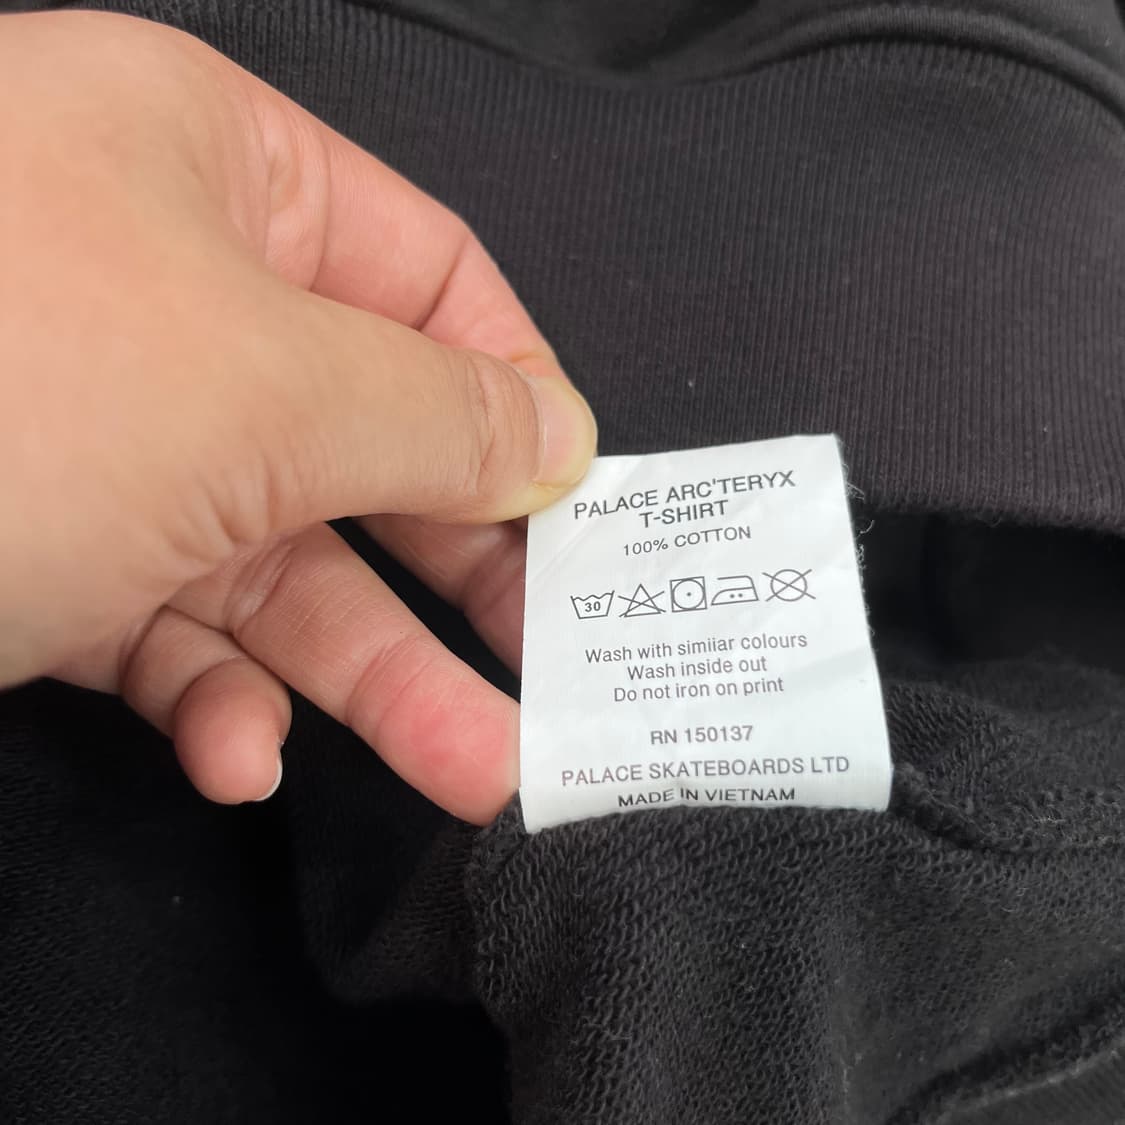 PALACE ARC'TERYX
T-SHIRT
100% COTTON
30
Wash with simiiar colours
Wash inside out
Do not iron on print
RN 150137
PALACE SKATEBOARDS LTD
MADE IN VIETNAM